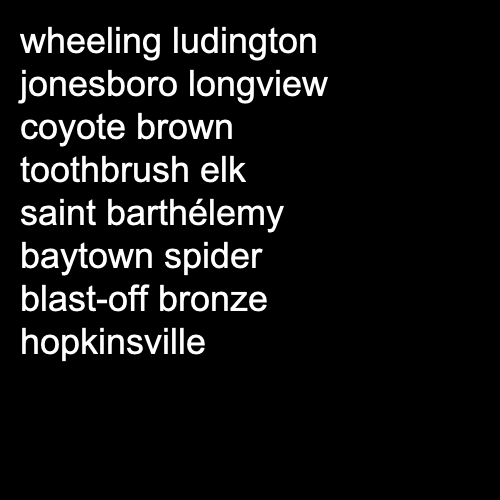 wheeling ludington
jonesboro longview
coyote brown
toothbrush elk
saint barthélemy
baytown spider
blast-off bronze
hopkinsville